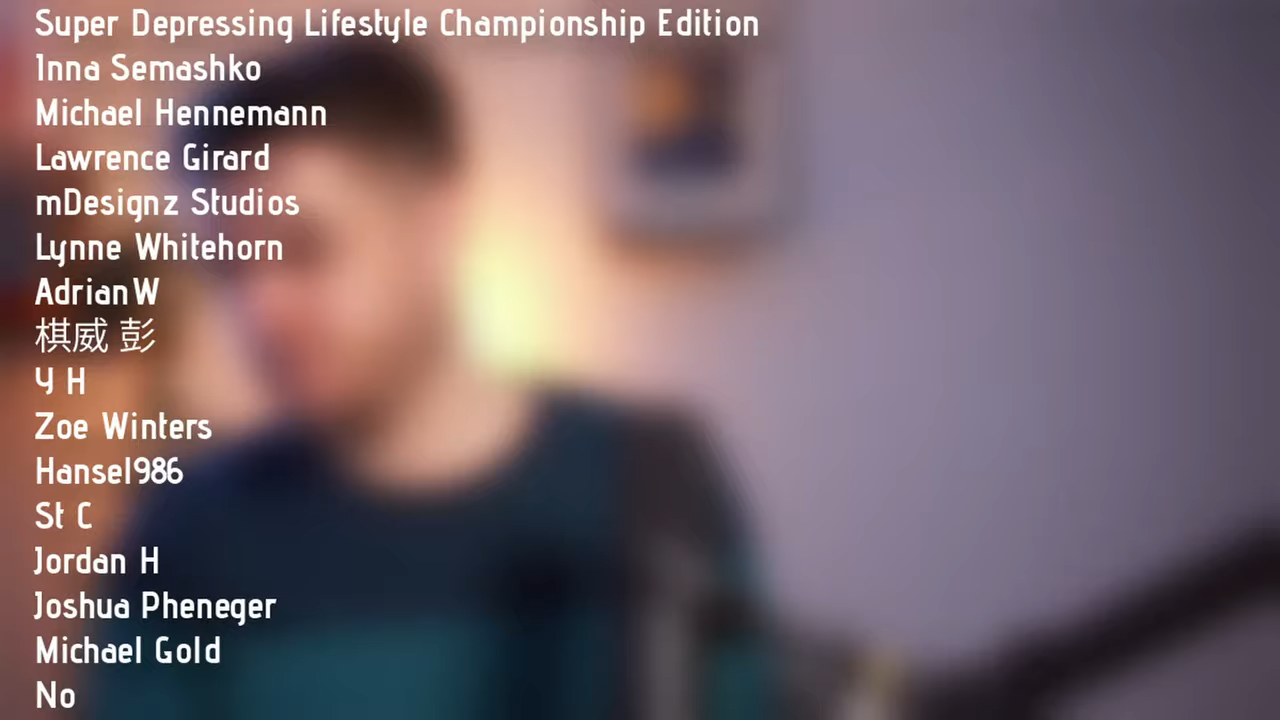 Super Depressing Lifestyle Championship Edition
Inna Semashko
Michael Hennemann
Lawrence Girard
mDesignz Studios
Lynne Whitehorn
AdrianW
棋威 彭
Y H
Zoe Winters
Hansel986
St C
Jordan H
Joshua Pheneger
Michael Gold
No